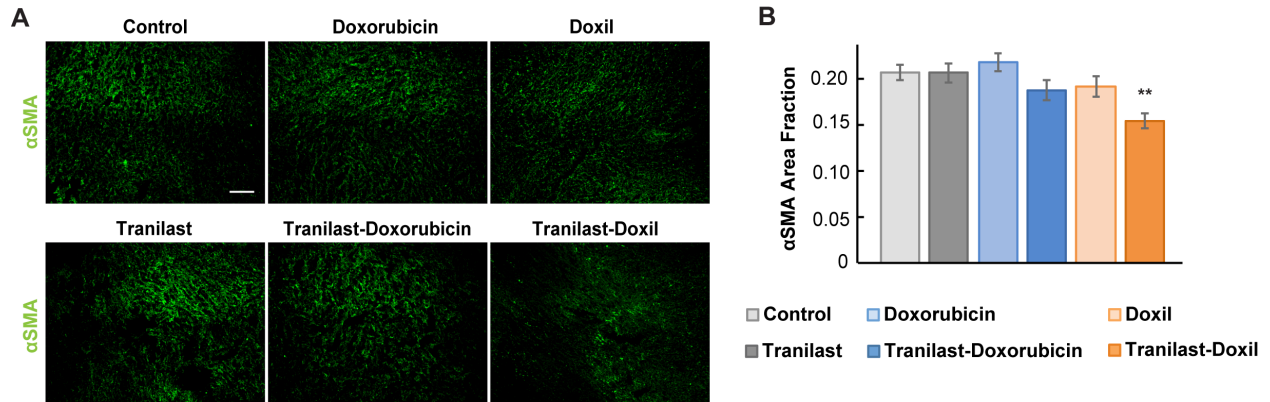 A
Control Doxorubicin Doxil
αSMA
Tranilast Tranilast-Doxorubicin Tranilast-Doxil
αSMA
B
αSMA Area Fraction
0.20
0.15
0.10
0.05
0
**
Control Doxorubicin Doxil
Tranilast Tranilast-Doxorubicin Tranilast-Doxil